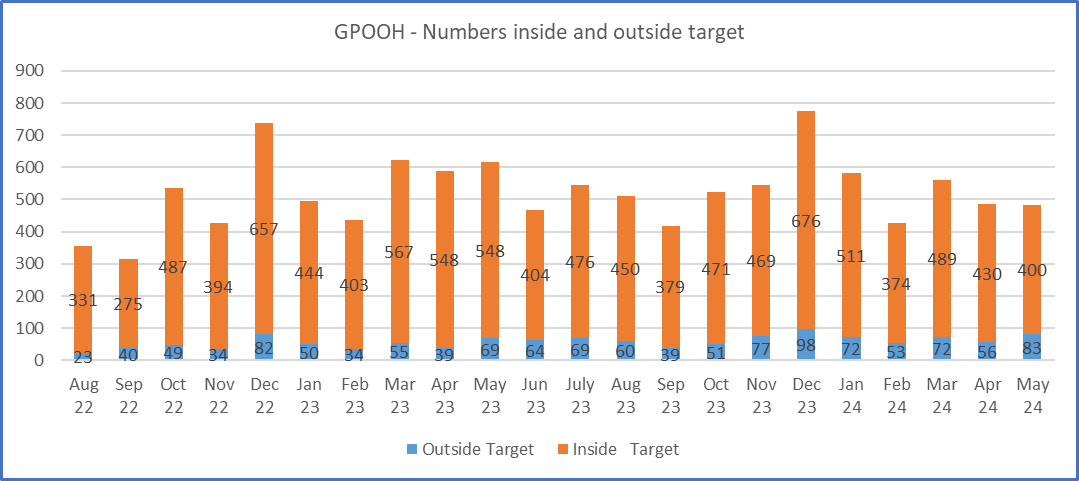 GPOOH - Numbers inside and outside target
900
800
700
600
500
400
300
200
100
0
657 676
567 548 548
487 444 403 404 476 450 471 469 511 489
394 379 374 430 400
331 275
23 40 49 34 82 50 34 55 39 69 64 69 60 39 51 77 98 72 53 72 56 83
Aug Sep Oct Nov Dec Jan Feb Mar Apr May Jun July Aug Sep Oct Nov Dec Jan Feb Mar Apr May
22 22 22 22 22 23 23 23 23 23 23 23 23 23 23 23 23 24 24 24 24 24
Outside Target Inside Target